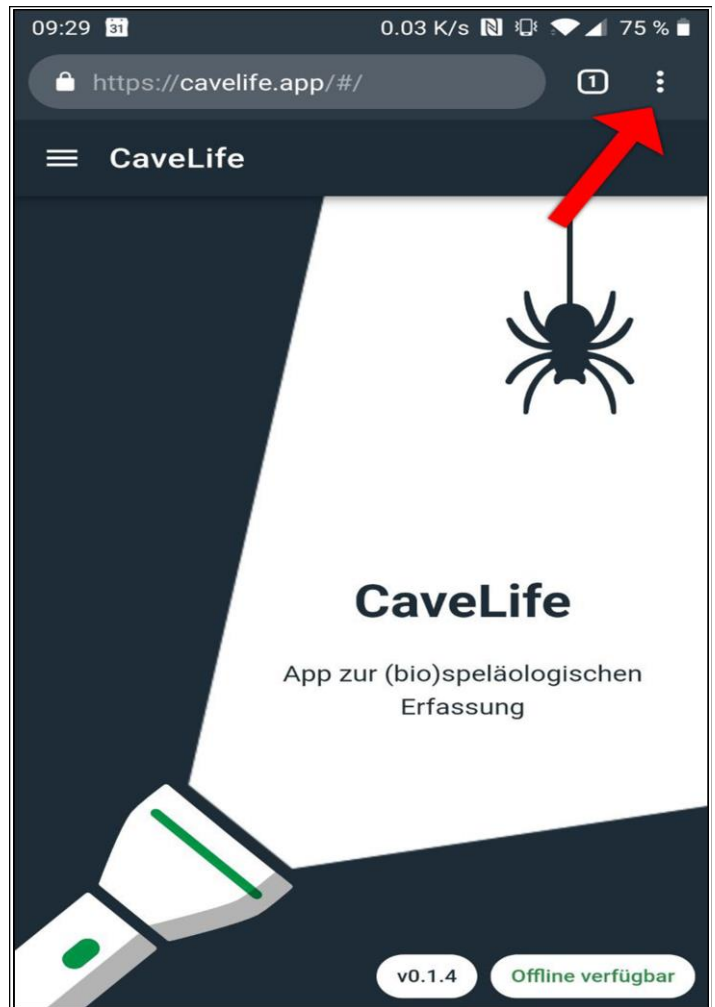 09:29 31 0.03 K/s 75 %
https://cavelife.app/#/ 1
CaveLife
CaveLife
App zur (bio)speläologischen
Erfassung
v0.1.4 Offline verfügbar